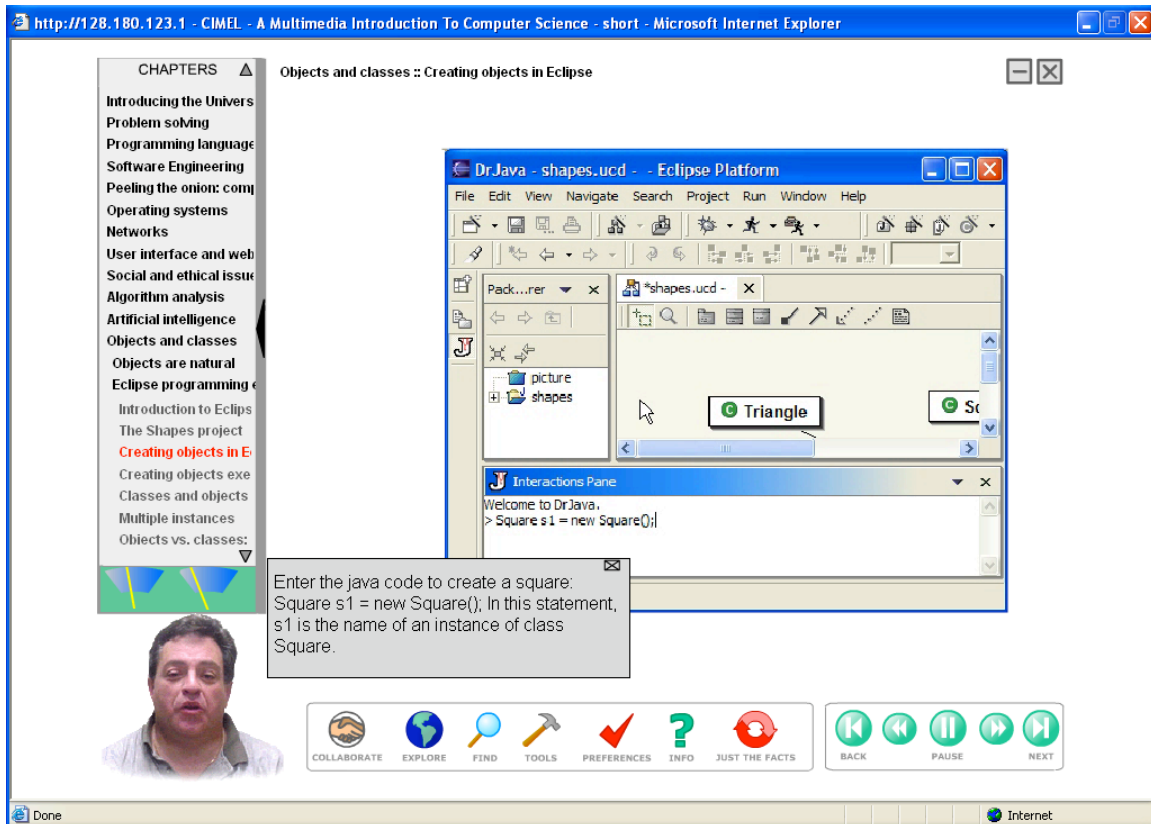 http://128.180.123.1 - CIMEL - A Multimedia Introduction To Computer Science - short - Microsoft Internet Explorer
CHAPTERS
Introducing the Univers
Problem solving
Programming language
Software Engineering
Peeling the onion: comp
Operating systems
Networks
User interface and web
Social and ethical issue
Algorithm analysis
Artificial intelligence
Objects and classes
Objects are natural
Eclipse programming e
Introduction to Eclips
The Shapes project
Creating objects in Ec
Creating objects exe
Classes and objects
Multiple instances
Objects vs. classes:
Objects and classes :: Creating objects in Eclipse
DrJava - shapes.ucd - - Eclipse Platform
File Edit View Navigate Search Project Run Window Help
Pack...rer
*shapes.ucd -
picture
shapes
Triangle
Sc
Interactions Pane
Welcome to DrJava.
> Square s1 = new Square();
Enter the java code to create a square:
Square s1 = new Square(); In this statement,
s1 is the name of an instance of class
Square.
COLLABORATE EXPLORE FIND TOOLS PREFERENCES INFO JUST THE FACTS
BACK PAUSE NEXT
Done
Internet